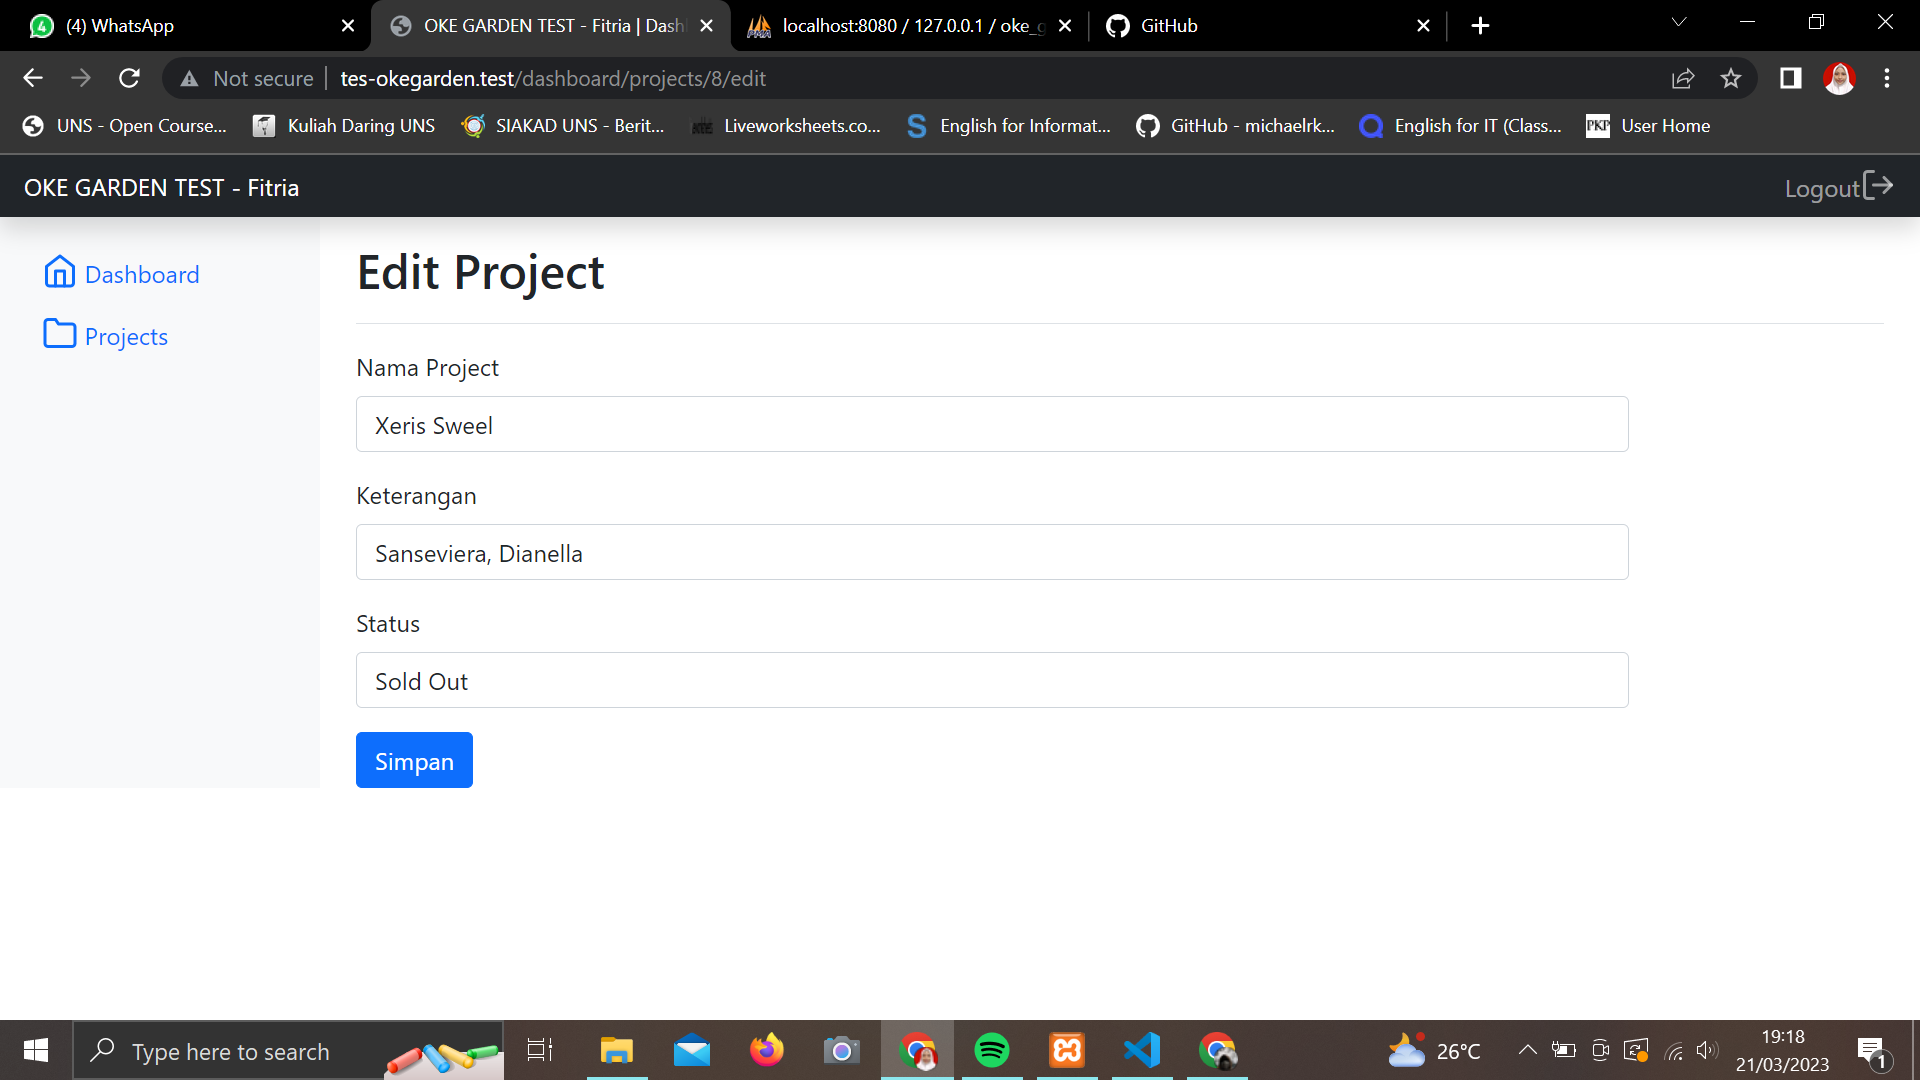 (4) WhatsApp
OKE GARDEN TEST - Fitria | Dash
localhost:8080 / 127.0.0.1 / oke_g
GitHub
Not secure
tes-okegarden.test/dashboard/projects/8/edit
UNS - Open Course...
Kuliah Daring UNS
SIAKAD UNS - Berit...
Liveworksheets.co...
English for Informat...
GitHub - michaelrk...
English for IT (Class...
PKP
User Home
OKE GARDEN TEST - Fitria
Logout
Dashboard
Projects
Edit Project
Nama Project
Xeris Sweel
Keterangan
Sanseviera, Dianella
Status
Sold Out
Simpan
Type here to search
26°C
19:18
21/03/2023
1